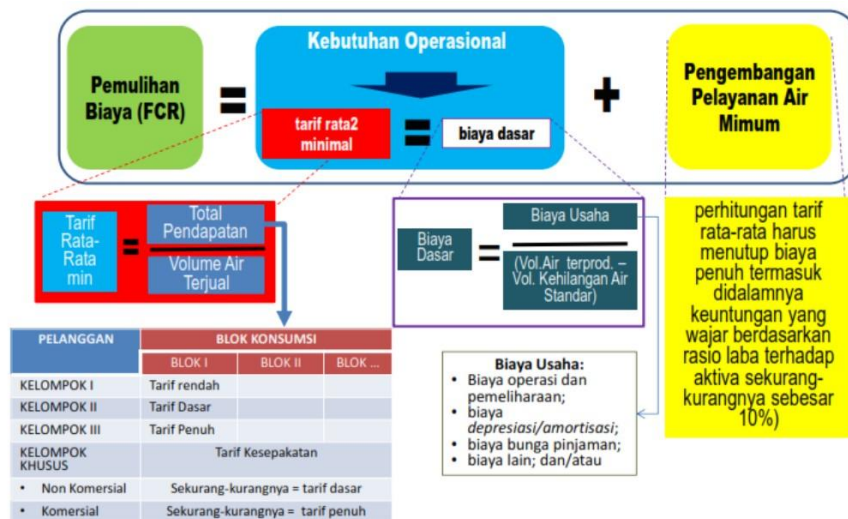 Pemulihan
Biaya (FCR)
=
Kebutuhan Operasional
tarif rata2
minimal
=
biaya dasar
+
Pengembangan
Pelayanan Air
Mimum
Tarif
Rata-
Rata
min
=
Total
Pendapatan
Volume Air
Terjual
Biaya
Dasar
=
Biaya Usaha
(Vol.Air terprod. –
Vol. Kehilangan Air
Standar)
perhitungan tarif
rata-rata harus
menutup biaya
penuh termasuk
didalamnya
keuntungan yang
wajar berdasarkan
rasio laba terhadap
aktiva sekurang-
kurangnya sebesar
10%)
PELANGGAN BLOK KONSUMSI
BLOK I BLOK II BLOK ...
KELOMPOK I Tarif rendah
KELOMPOK II Tarif Dasar
KELOMPOK III Tarif Penuh
KELOMPOK
KHUSUS
Tarif Kesepakatan
• Non Komersial Sekurang-kurangnya = tarif dasar
• Komersial Sekurang-kurangnya = tarif penuh
Biaya Usaha:
• Biaya operasi dan
pemeliharaan;
• biaya
depresiasi/amortisasi;
• biaya bunga pinjaman;
• biaya lain; dan/atau